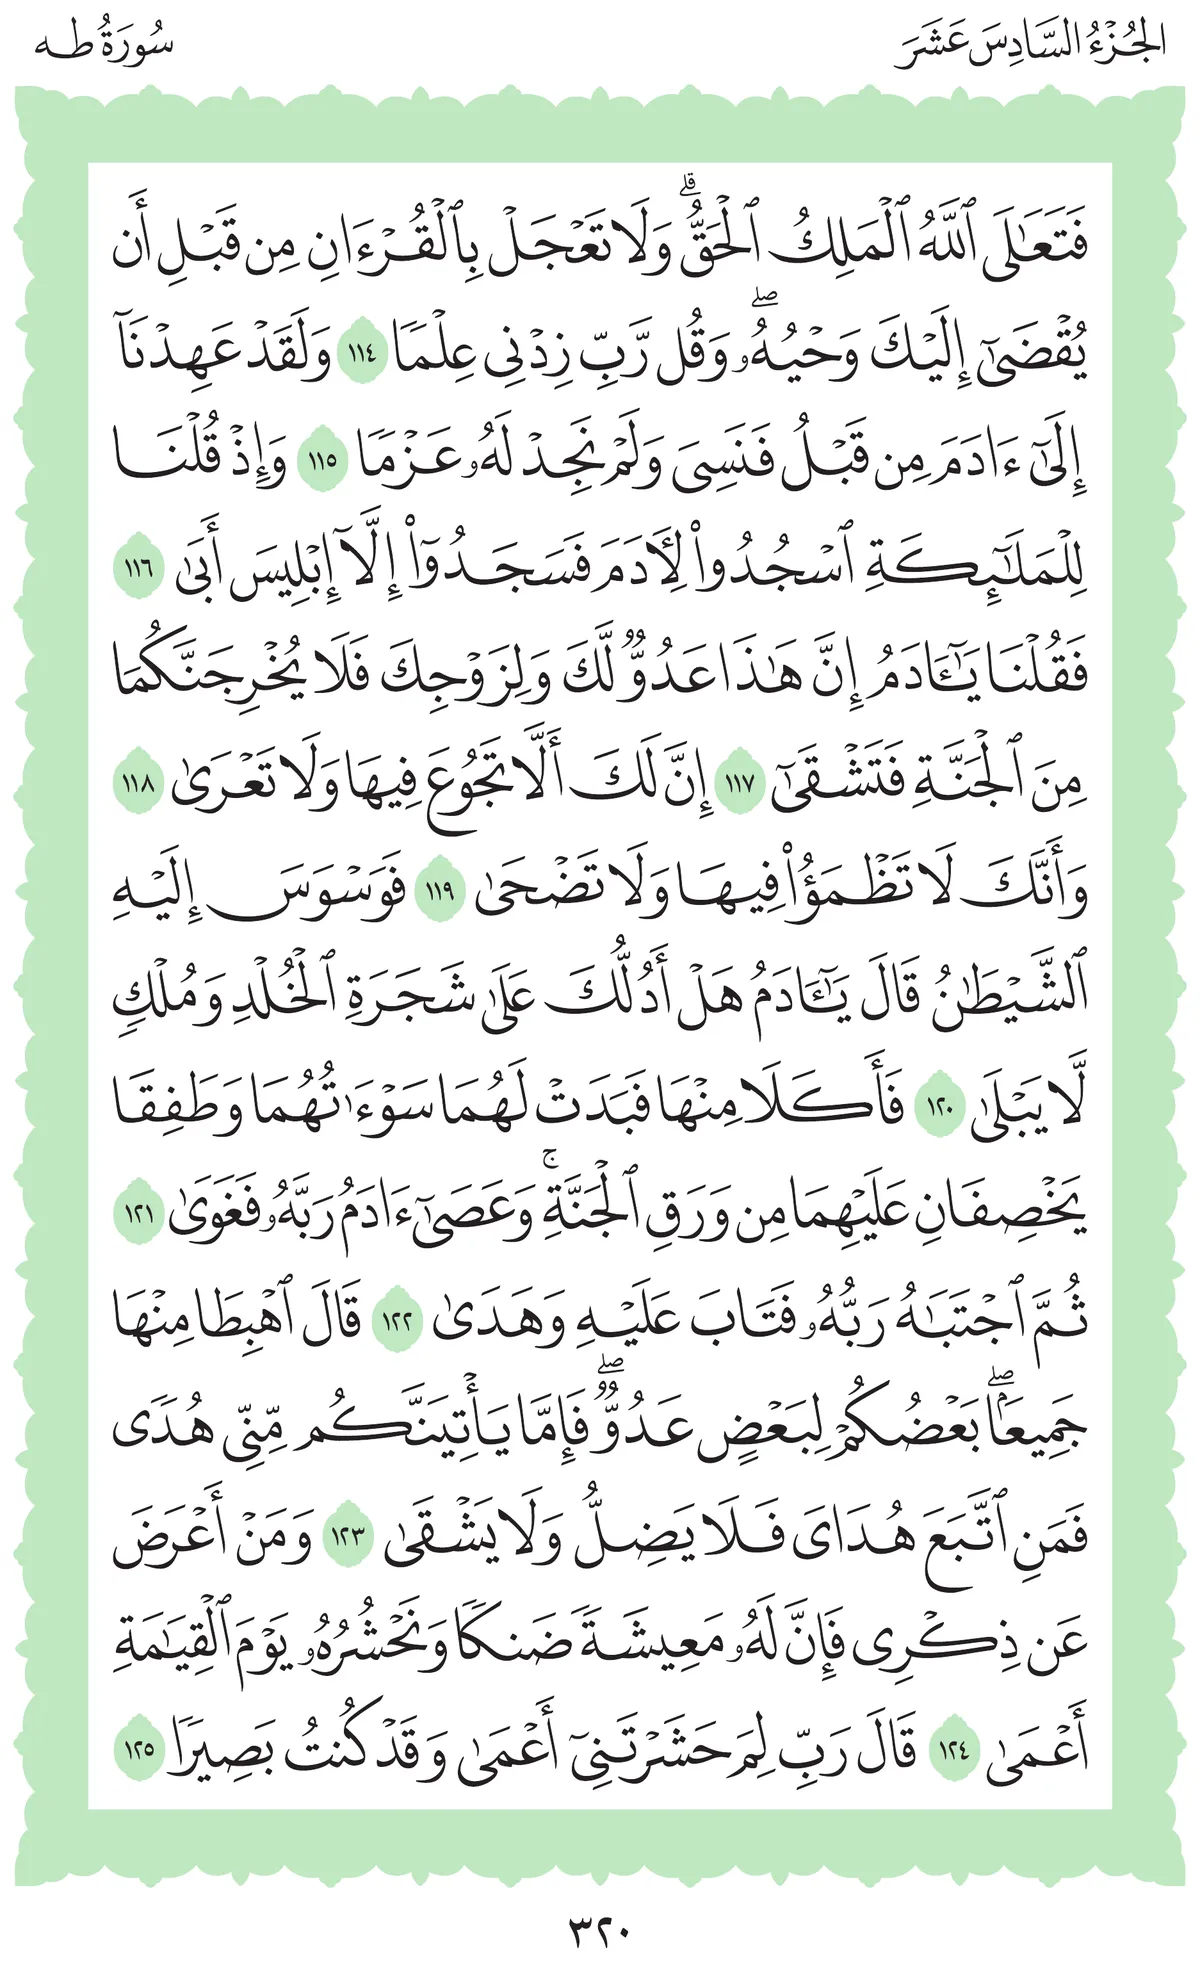 الجُزْءُ السَّادِسَ عَشَرَ
سُورَةُ طه
فَتَعَٰلَى ٱللَّهُ ٱلْمَلِكُ ٱلْحَقُّۗ وَلَا تَعْجَلْ بِٱلْقُرْءَانِ مِن قَبْلِ أَن
يُقْضَىٰٓ إِلَيْكَ وَحْيُهُۥۖ وَقُل رَّبِّ زِدْنِى عِلْمًا ١١٤ وَلَقَدْ عَهِدْنَآ
إِلَىٰٓ ءَادَمَ مِن قَبْلُ فَنَسِىَ وَلَمْ نَجِدْ لَهُۥ عَزْمًا ١١٥ وَإِذْ قُلْنَا
لِلْمَلَٰٓئِكَةِ ٱسْجُدُوا۟ لِأَدَمَ فَسَجَدُوٓا۟ إِلَّآ إِبْلِيسَ أَبَىٰ ١١٦
فَقُلْنَا يَٰٓـَٔادَمُ إِنَّ هَٰذَا عَدُوٌّ لَّكَ وَلِزَوْجِكَ فَلَا يُخْرِجَنَّكُمَا
مِنَ ٱلْجَنَّةِ فَتَشْقَىٰٓ ١١٧ إِنَّ لَكَ أَلَّا تَجُوعَ فِيهَا وَلَا تَعْرَىٰ ١١٨
وَأَنَّكَ لَا تَظْمَؤُا۟ فِيهَا وَلَا تَضْحَىٰ ١١٩ فَوَسْوَسَ إِلَيْهِ
ٱلشَّيْطَٰنُ قَالَ يَٰٓـَٔادَمُ هَلْ أَدُلُّكَ عَلَىٰ شَجَرَةِ ٱلْخُلْدِ وَمُلْكٍ
لَّا يَبْلَىٰ ١٢٠ فَأَكَلَا مِنْهَا فَبَدَتْ لَهُمَا سَوْءَٰتُهُمَا وَطَفِقَا
يَخْصِفَانِ عَلَيْهِمَا مِن وَرَقِ ٱلْجَنَّةِۚ وَعَصَىٰٓ ءَادَمُ رَبَّهُۥ فَغَوَىٰ ١٢١
ثُمَّ ٱجْتَبَٰهُ رَبُّهُۥ فَتَابَ عَلَيْهِ وَهَدَىٰ ١٢٢ قَالَ ٱهْبِطَا مِنْهَا
جَمِيعًۢاۖ بَعْضُكُمْ لِبَعْضٍ عَدُوٌّۖ فَإِمَّا يَأْتِيَنَّكُم مِّنِّى هُدًى
فَمَنِ ٱتَّبَعَ هُدَاىَ فَلَا يَضِلُّ وَلَا يَشْقَىٰ ١٢٣ وَمَنْ أَعْرَضَ
عَن ذِكْرِى فَإِنَّ لَهُۥ مَعِيشَةً ضَنكًا وَنَحْشُرُهُۥ يَوْمَ ٱلْقِيَٰمَةِ
أَعْمَىٰ ١٢٤ قَالَ رَبِّ لِمَ حَشَرْتَنِىٓ أَعْمَىٰ وَقَدْ كُنتُ بَصِيرًا ١٢٥
٣٢٠